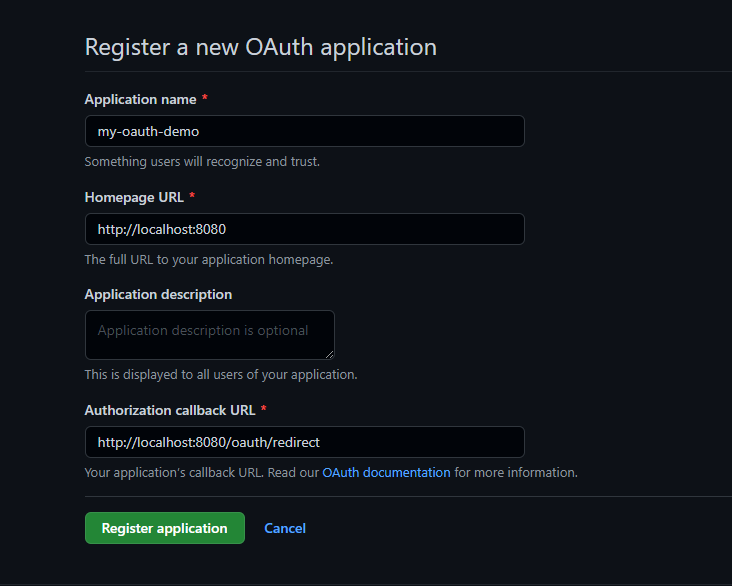 Register a new OAuth application
Application name *
my-oauth-demo
Something users will recognize and trust.
Homepage URL *
http://localhost:8080
The full URL to your application homepage.
Application description
Application description is optional
This is displayed to all users of your application.
Authorization callback URL *
http://localhost:8080/oauth/redirect
Your application’s callback URL. Read our OAuth documentation for more information.
Register application Cancel